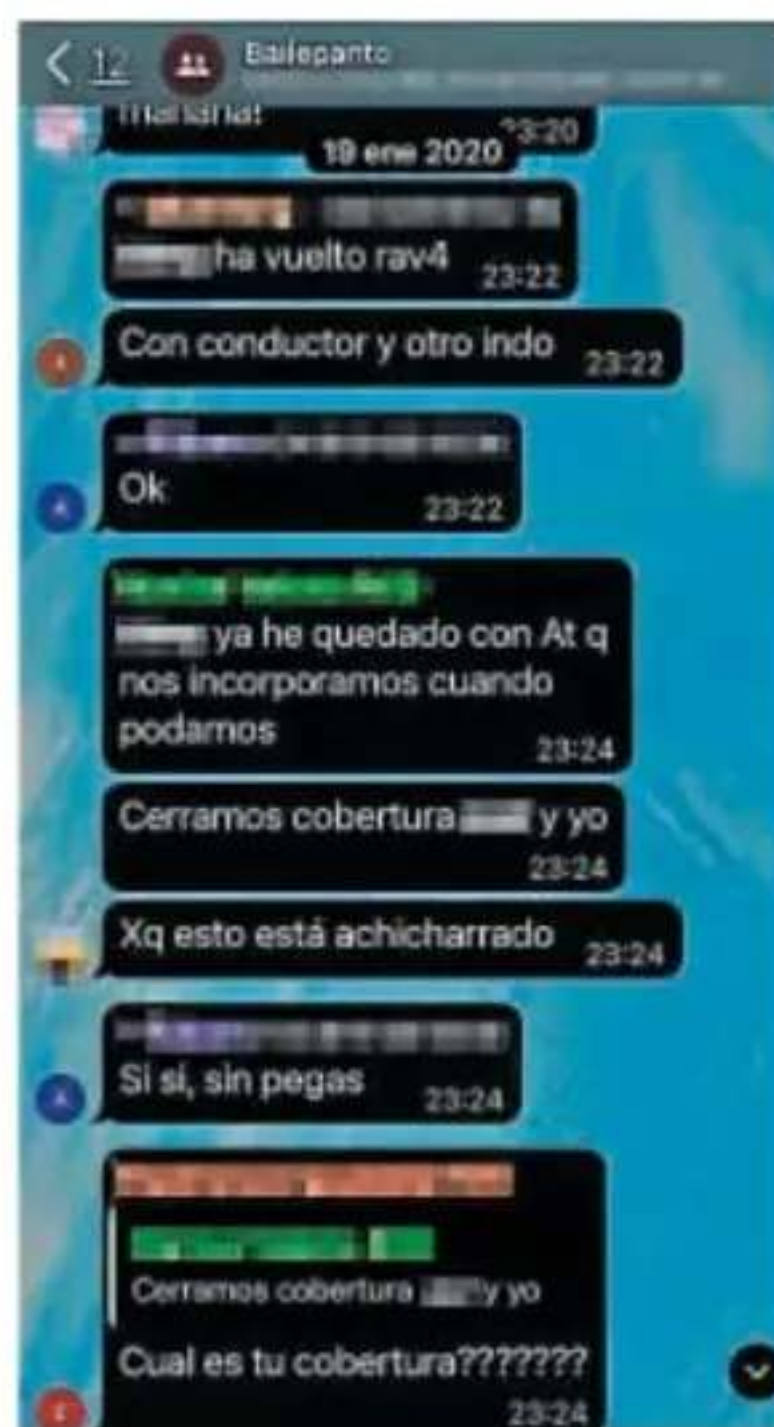 12 Bailepanto
mañana! 23:20
19 ene 2020
ha vuelto rav4 23:22
Con conductor y otro indo 23:22
Ok 23:22
ya he quedado con At q
nos incorporamos cuando
podamos 23:24
Cerramos cobertura y yo
23:24
Xq esto está achicharrado 23:24
Si si, sin pegas 23:24
Cerramos cobertura y yo
Cual es tu cobertura???????
23:24